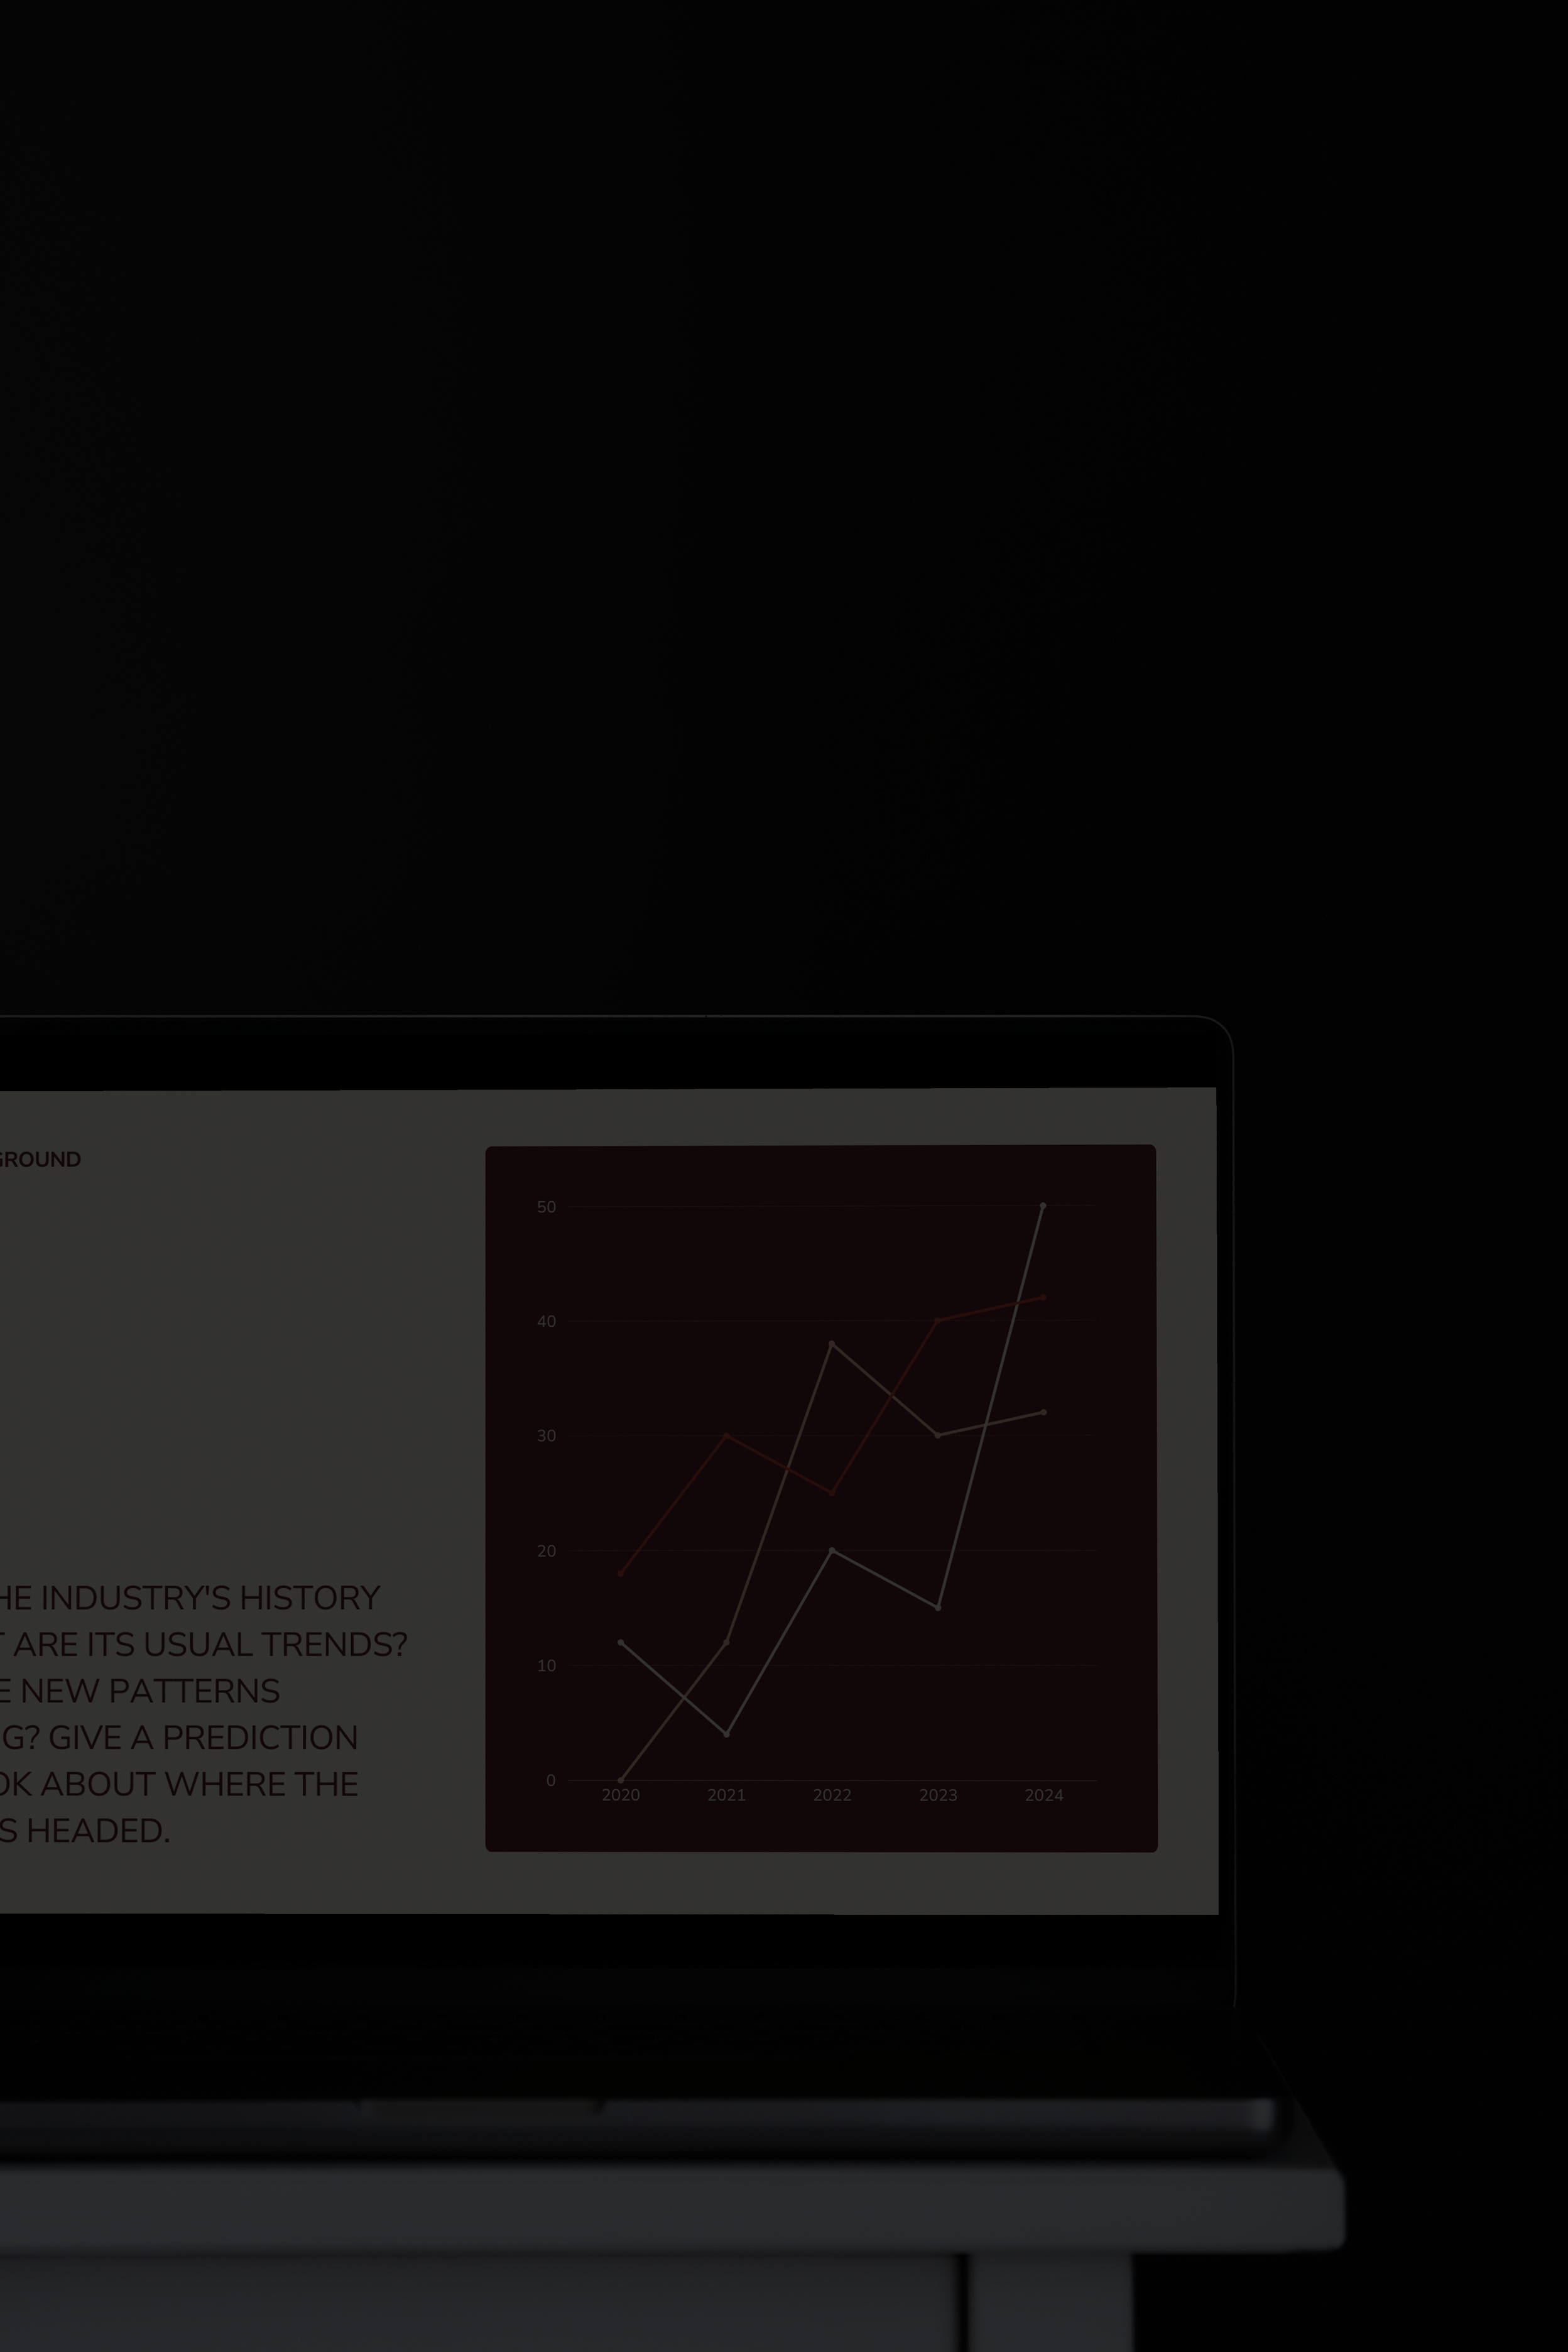 GROUND
HE INDUSTRY'S HISTORY
T ARE ITS USUAL TRENDS?
E NEW PATTERNS
G? GIVE A PREDICTION
OK ABOUT WHERE THE
S HEADED.
50
40
30
20
10
0
2020 2021 2022 2023 2024